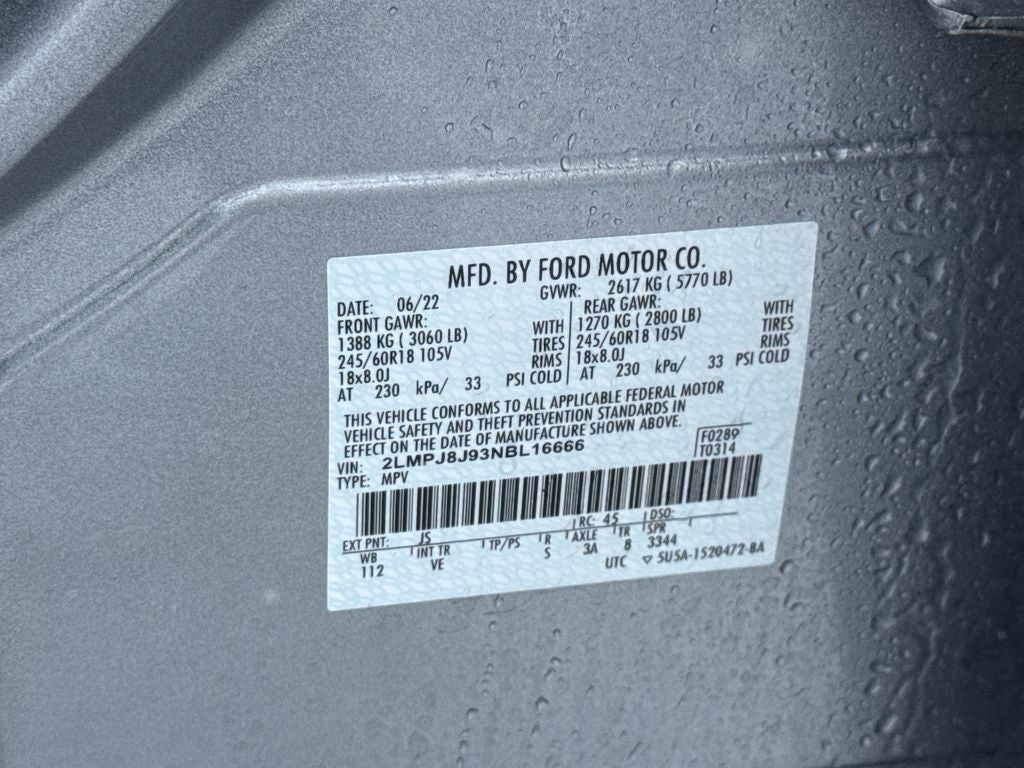 MFD. BY FORD MOTOR CO.
DATE: 06/22 GVWR: 2617 KG ( 5770 LB)
FRONT GAWR: REAR GAWR:
1388 KG ( 3060 LB) WITH 1270 KG ( 2800 LB) WITH
245/60R18 105V TIRES 245/60R18 105V TIRES
18x8.0J RIMS 18x8.0J RIMS
AT 230 kPa/ 33 PSI COLD AT 230 kPa/ 33 PSI COLD
THIS VEHICLE CONFORMS TO ALL APPLICABLE FEDERAL MOTOR
VEHICLE SAFETY AND THEFT PREVENTION STANDARDS IN
EFFECT ON THE DATE OF MANUFACTURE SHOWN ABOVE.
VIN: 2LMPJ8J93NBL16666 F0289
TYPE: MPV T0314
EXT PNT: JS RC: 45 DSO:
WB INT TR TP/PS R AXLE TR SPR
112 VE S 3A 8 3344
UTC ▽ 5U5A-1520472-BA